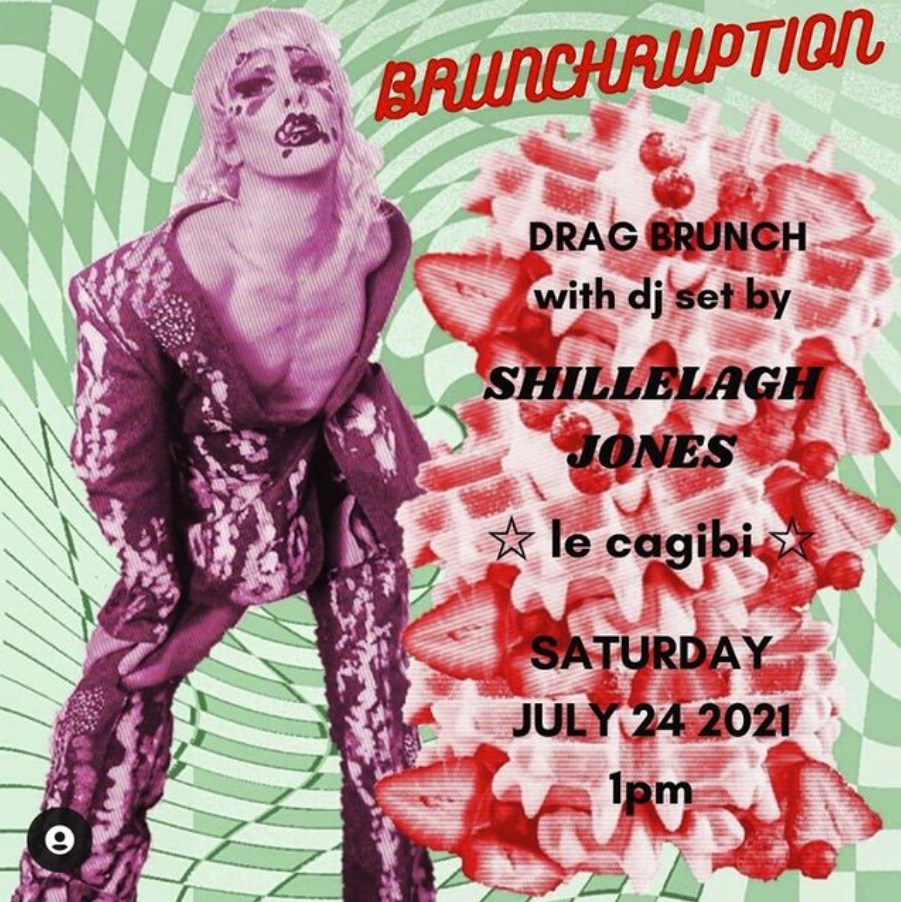 BRUNCHRUPTION
DRAG BRUNCH
with dj set by
SHILLELAGH
JONES
☆ le cagibi ☆
SATURDAY
JULY 24 2021
1pm